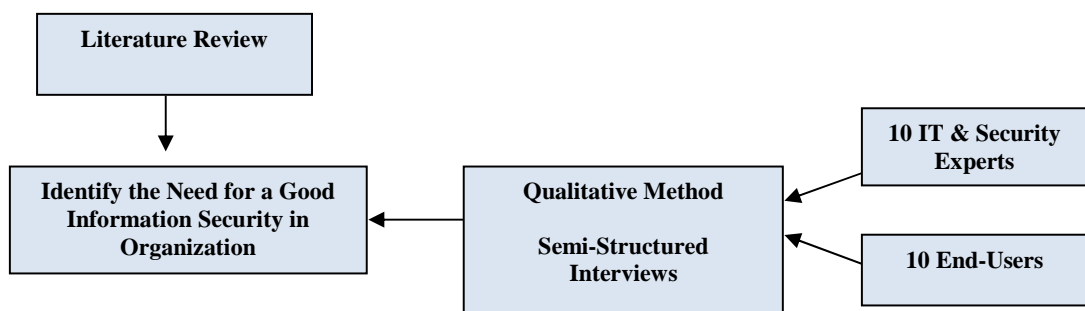 Literature Review
10 IT & Security
Experts
Identify the Need for a Good
Information Security in
Organization
Qualitative Method
Semi-Structured
Interviews
10 End-Users